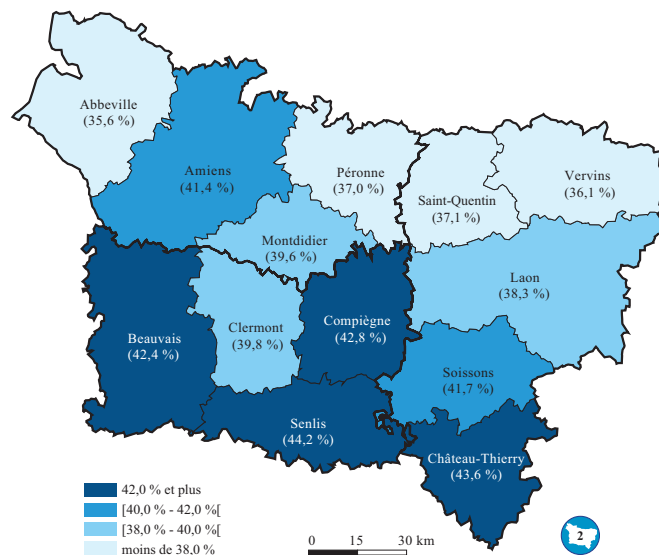 Abbeville
(35,6 %)
Amiens
(41,4 %)
Péronne
(37,0 %)
Saint-Quentin
(37,1 %)
Vervins
(36,1 %)
Montdidier
(39,6 %)
Laon
(38,3 %)
Beauvais
(42,4 %)
Clermont
(39,8 %)
Compiègne
(42,8 %)
Soissons
(41,7 %)
Senlis
(44,2 %)
Château-Thierry
(43,6 %)
42,0 % et plus
[40,0 % - 42,0 %[
[38,0 % - 40,0 %[
moins de 38,0 %
0 15 30 km
2